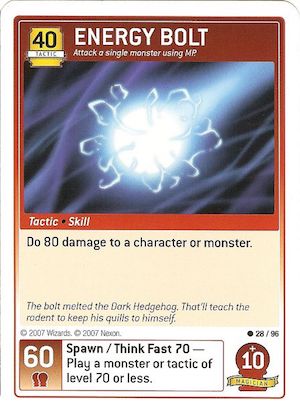 40
TACTIC
ENERGY BOLT
Attack a single monster using MP.
Tactic • Skill
Do 80 damage to a character or monster.
The bolt melted the Dark Hedgehog. That'll teach the
rodent to keep his quills to himself.
© 2007 Wizards. © 2007 Nexon.
● 28 / 96
60
Spawn / Think Fast 70 —
Play a monster or tactic of
level 70 or less.
+
10
MAGICIAN